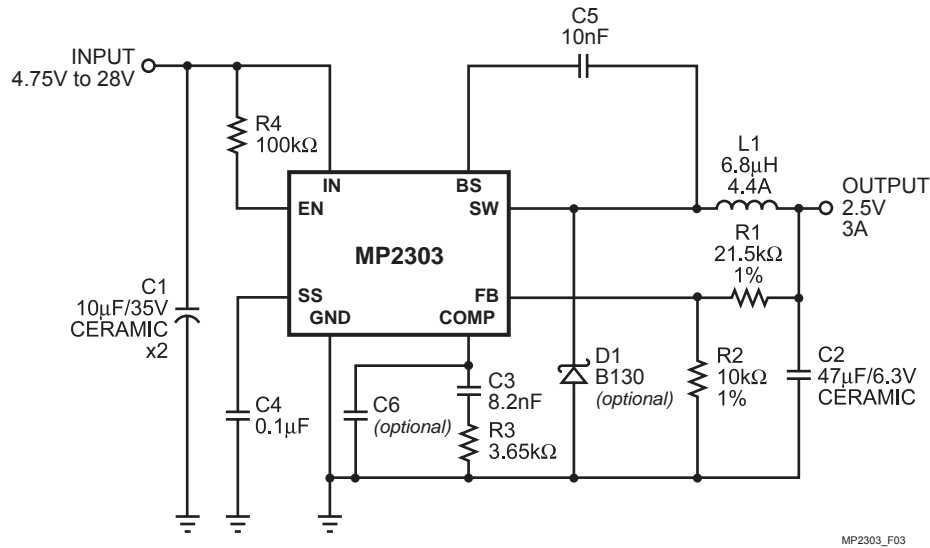 C5
10nF
INPUT
4.75V to 28V
R4
100kΩ
L1
6.8μH
4.4A
OUTPUT
2.5V
3A
IN
BS
EN
SW
MP2303
R1
21.5kΩ
1%
C1
10μF/35V
CERAMIC
x2
SS
FB
GND
COMP
D1
B130
(optional)
R2
10kΩ
1%
C2
47μF/6.3V
CERAMIC
C3
8.2nF
C4
0.1μF
C6
(optional)
R3
3.65kΩ
MP2303_F03